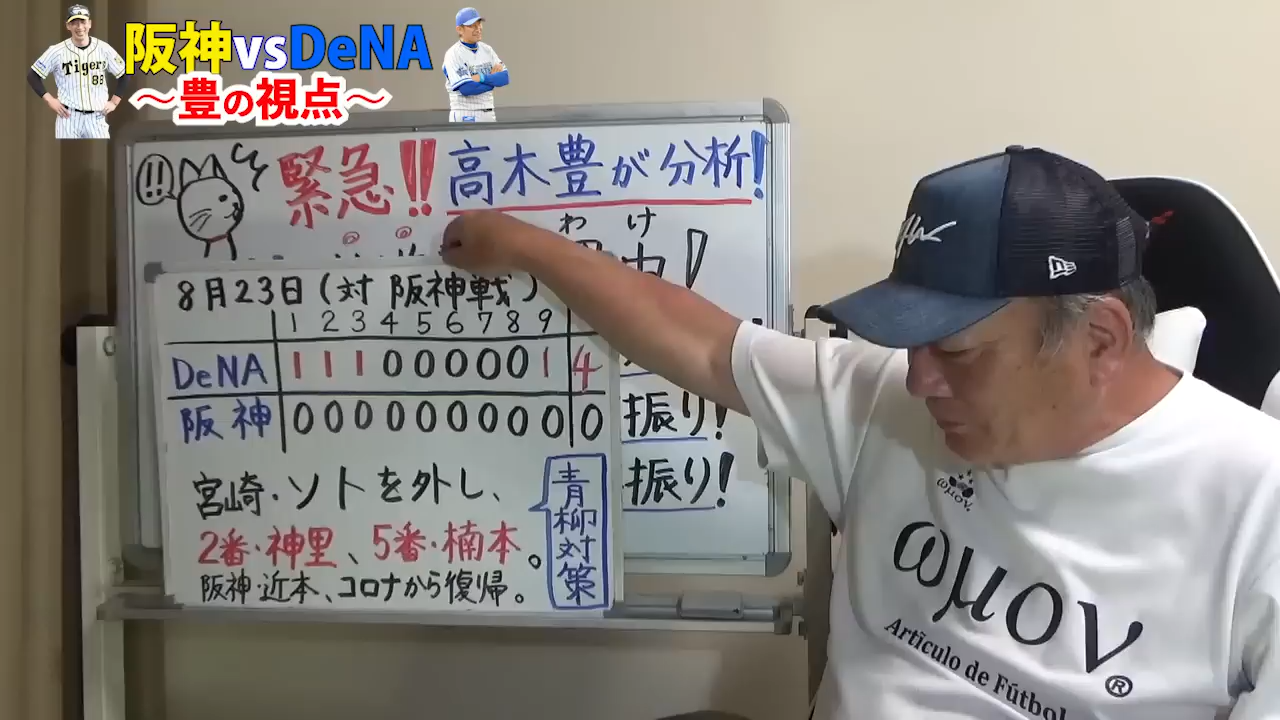 阪神vsDeNA
～豊の視点～
Tigers
!!
緊急!! 高木豊が分析!
わけ
8月23日(対 阪神戦)
1 2 3 4 5 6 7 8 9
DeNA 1 1 1 0 0 0 0 0 1 4
阪神 0 0 0 0 0 0 0 0 0 0
振り!
振り!
宮崎・ソトを外し、
2番・神里、5番・楠本。
阪神・近本、コロナから復帰。
青柳対策
ωμον
ωμον®
Artīculo de Fútbol